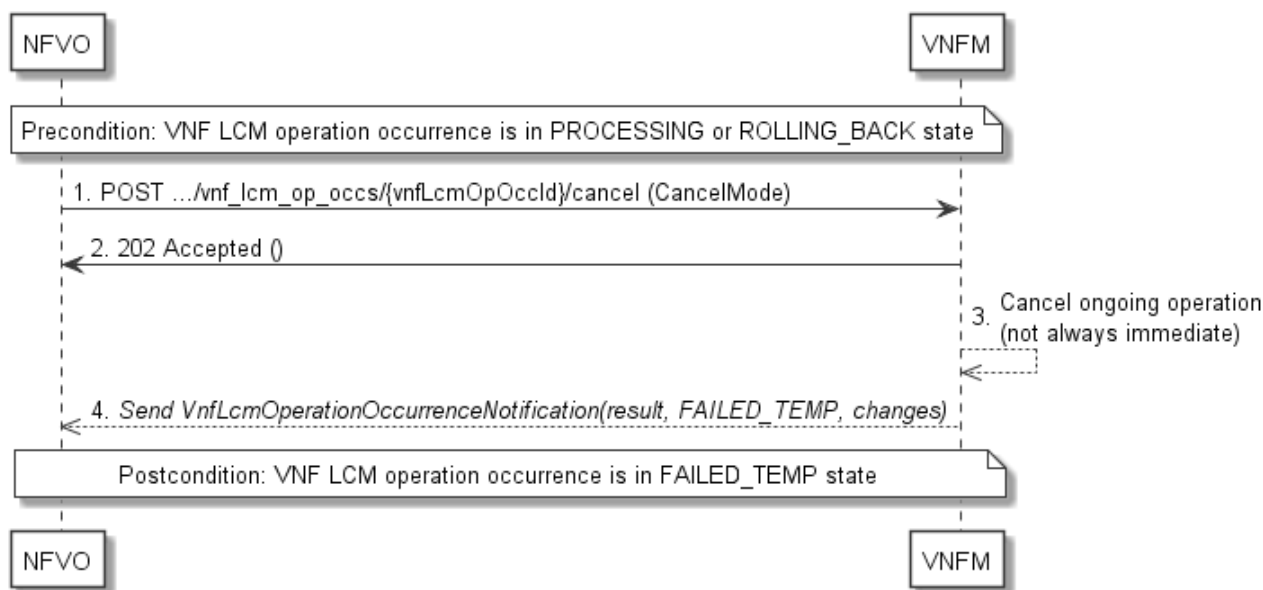 NFVO VNFM
Precondition: VNF LCM operation occurrence is in PROCESSING or ROLLING_BACK state
1. POST .../vnf_lcm_op_occs/{vnfLcmOpOccId}/cancel (CancelMode)
2. 202 Accepted ()
3. Cancel ongoing operation
(not always immediate)
4. Send VnfLcmOperationOccurrenceNotification(result, FAILED_TEMP, changes)
Postcondition: VNF LCM operation occurrence is in FAILED_TEMP state
NFVO VNFM